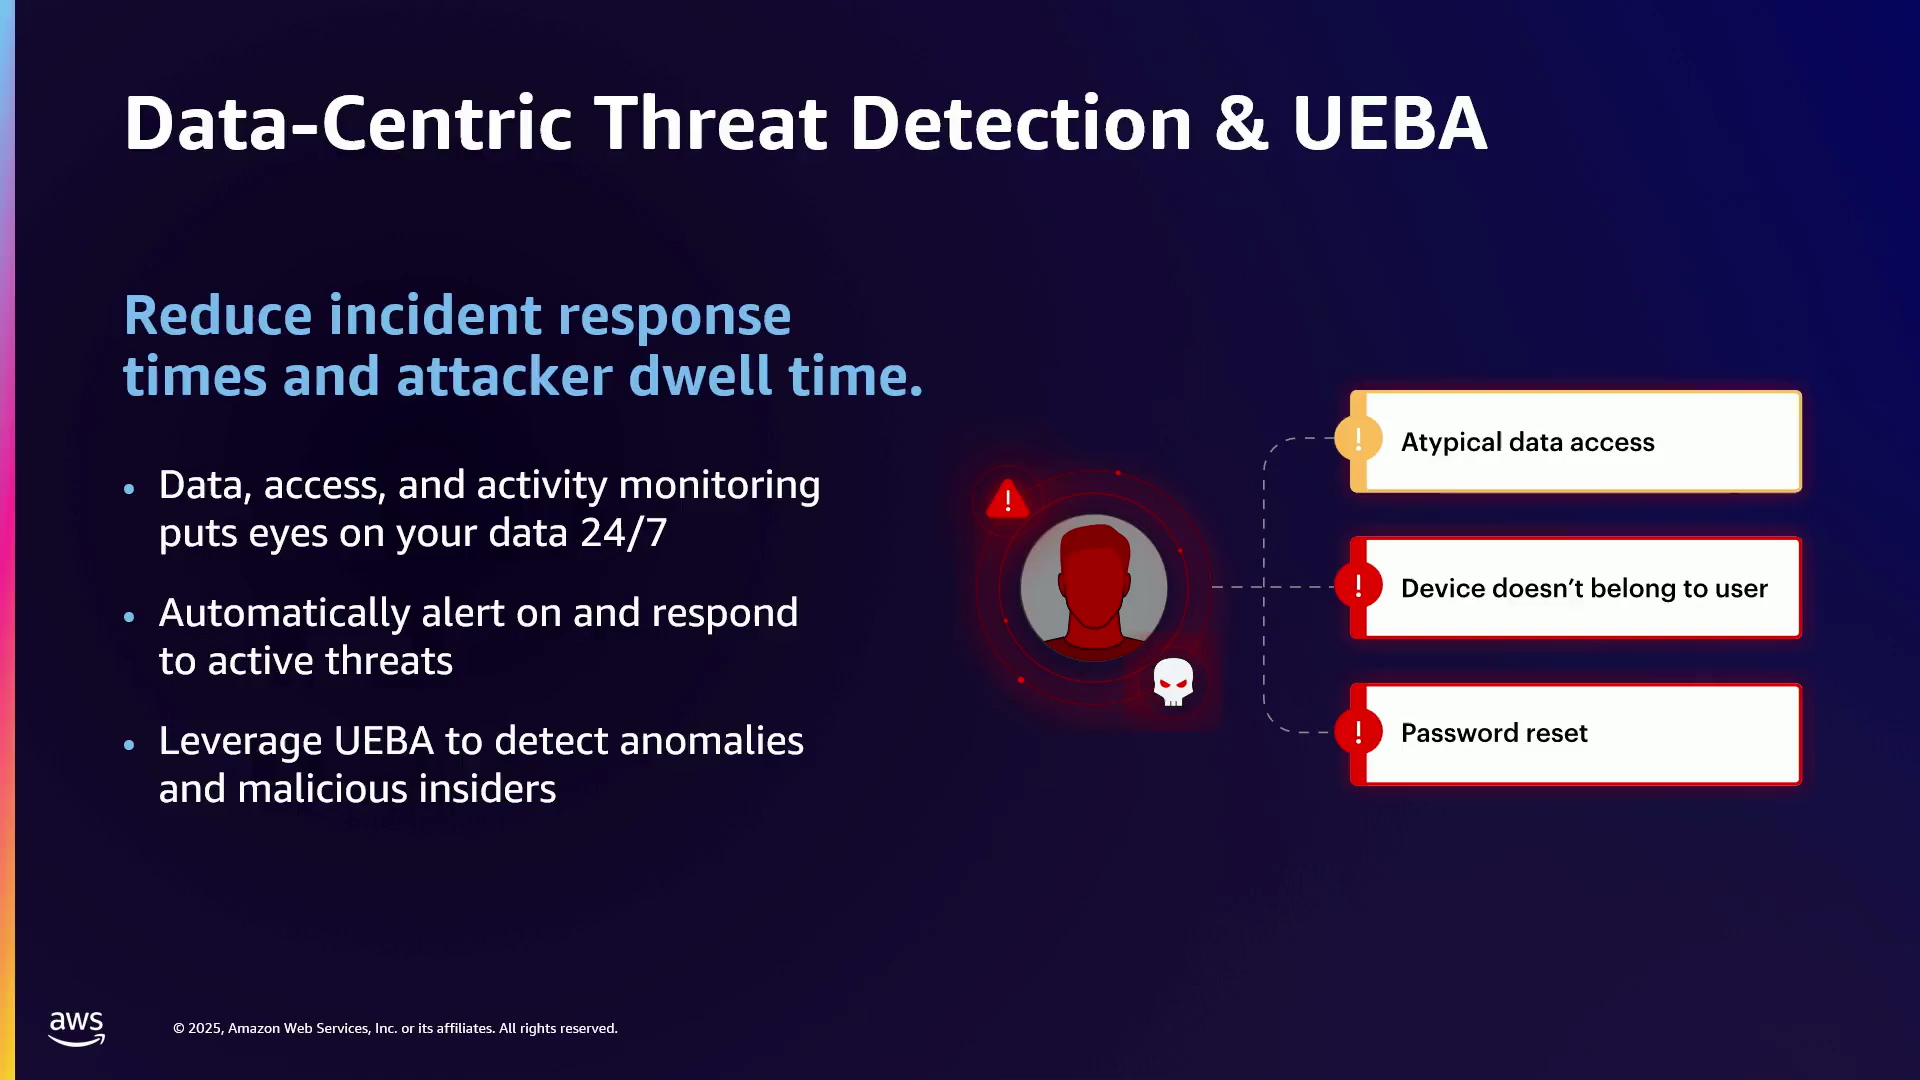 Data-Centric Threat Detection & UEBA
Reduce incident response
times and attacker dwell time.
• Data, access, and activity monitoring
puts eyes on your data 24/7
• Automatically alert on and respond
to active threats
• Leverage UEBA to detect anomalies
and malicious insiders
Atypical data access
Device doesn’t belong to user
Password reset
aws
© 2025, Amazon Web Services, Inc. or its affiliates. All rights reserved.